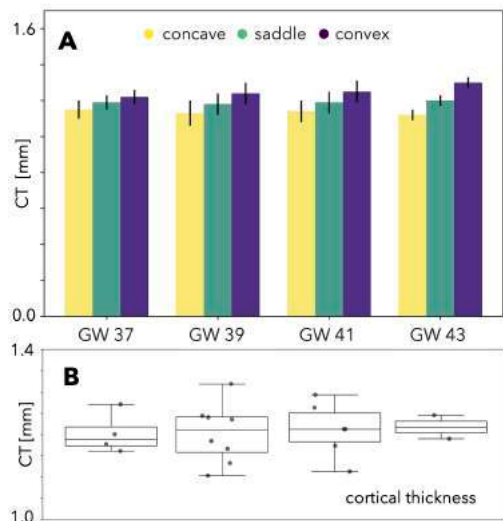 1.6
A
concave saddle convex
CT [mm]
0.0
GW 37 GW 39 GW 41 GW 43
1.4
B
CT [mm]
cortical thickness
1.0